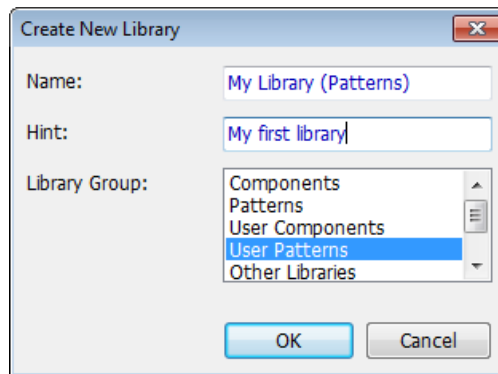 Create New Library
Name: My Library (Patterns)
Hint: My first library
Library Group: Components
Patterns
User Components
User Patterns
Other Libraries
OK Cancel